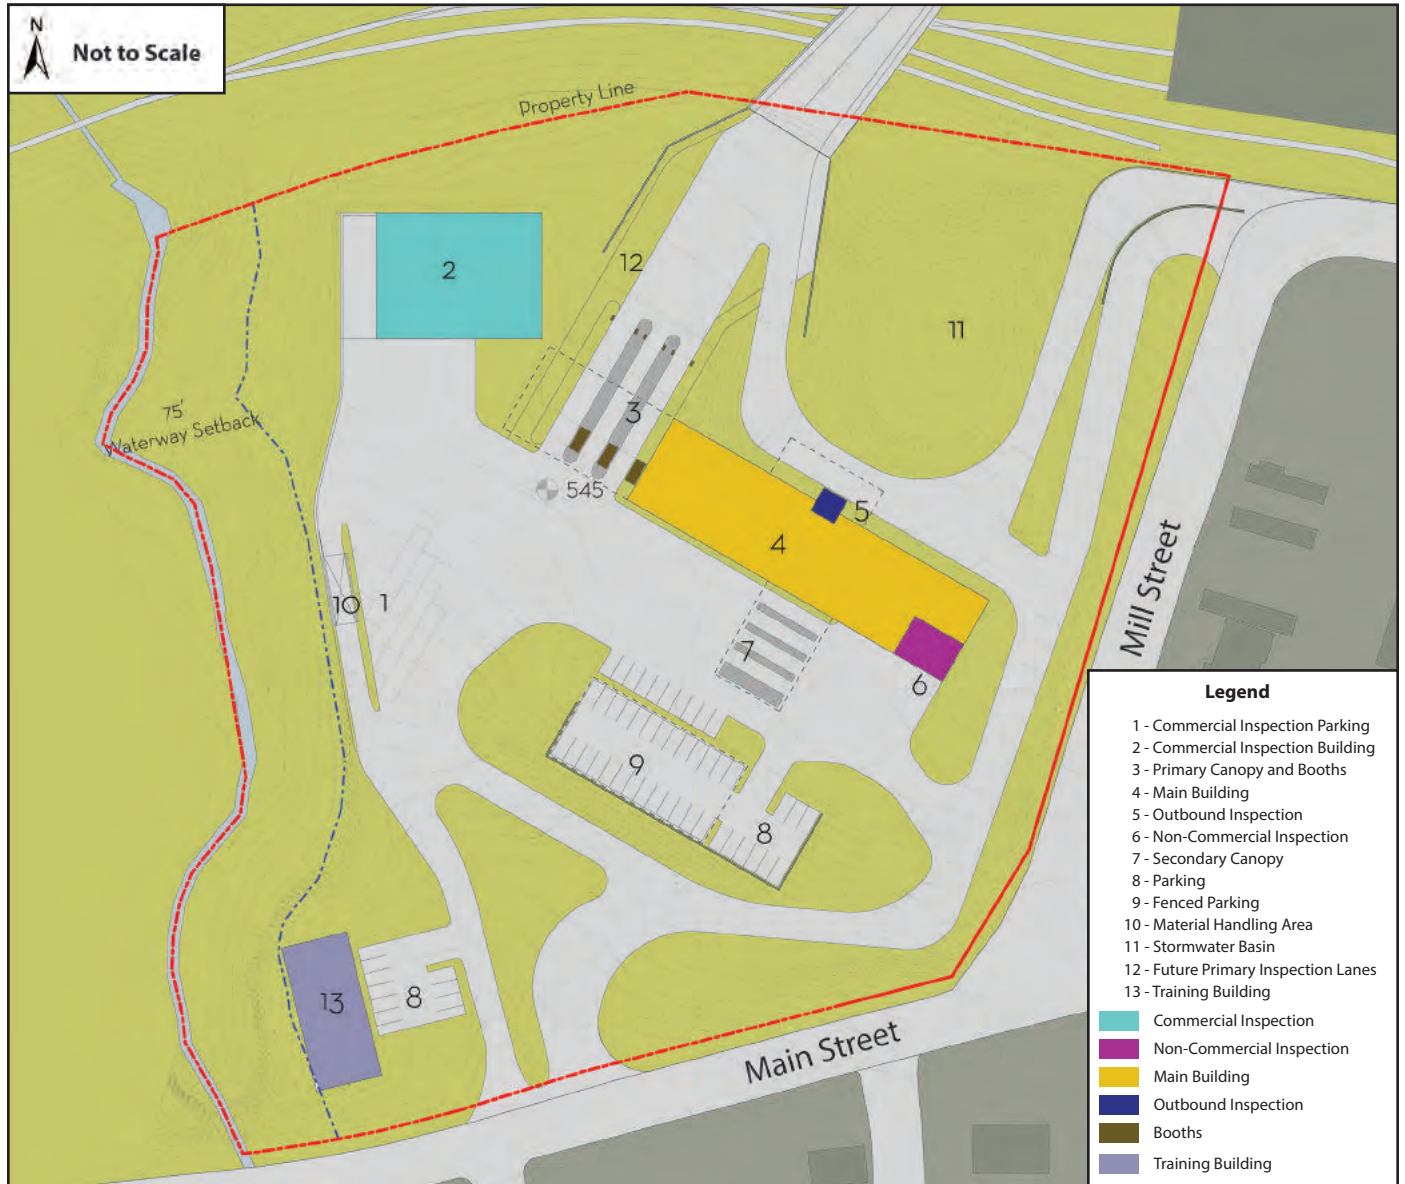 N
Not to Scale
Property Line
2
12
11
75'
Waterway Setback
3
545
5
4
10
1
7
6
9
8
13
8
Mill Street
Main Street
Legend
1 - Commercial Inspection Parking
2 - Commercial Inspection Building
3 - Primary Canopy and Booths
4 - Main Building
5 - Outbound Inspection
6 - Non-Commercial Inspection
7 - Secondary Canopy
8 - Parking
9 - Fenced Parking
10 - Material Handling Area
11 - Stormwater Basin
12 - Future Primary Inspection Lanes
13 - Training Building
Commercial Inspection
Non-Commercial Inspection
Main Building
Outbound Inspection
Booths
Training Building